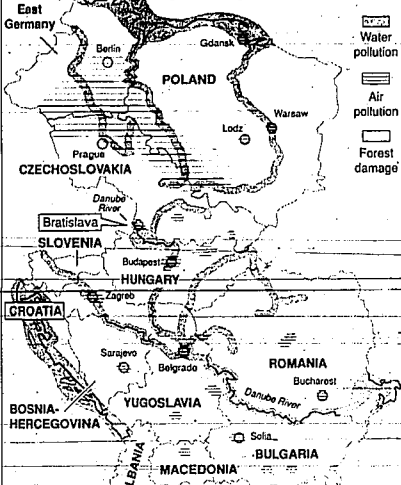 East
Germany
Berlin
Gdansk
POLAND
Lodz
Warsaw
Water
pollution
Air
pollution
Forest
damage
Prague
CZECHOSLOVAKIA
Danube
River
Bratislava
SLOVENIA
Budapest
HUNGARY
Zagreb
CROATIA
Sarajevo
Belgrade
ROMANIA
Bucharest
Danube River
BOSNIA-
HERCEGOVINA
YUGOSLAVIA
Sofia
BULGARIA
LBANIA
MACEDONIA